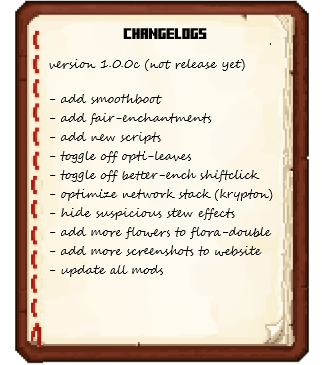 CHANGELOGS
version 1.0.0c (not release yet)
- add smoothboot
- add fair-enchantments
- add new scripts
- toggle off opti-leaves
- toggle off better-ench shiftclick
- optimize network stack (krypton)
- hide suspicious stew effects
- add more flowers to flora-double
- add more screenshots to website
- update all mods